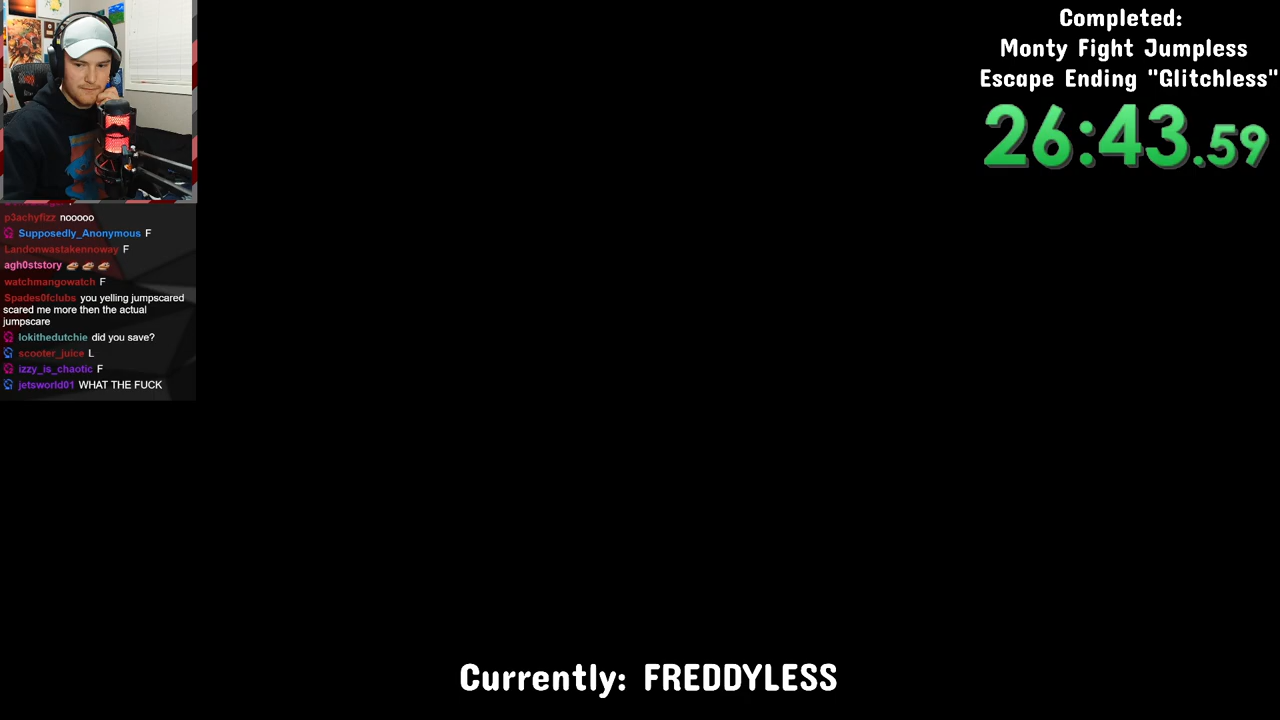 Completed:
Monty Fight Jumpless
Escape Ending "Glitchless"
26:43.59
p3achyfizz nooooo
Supposedly_Anonymous F
Landonwastakennoway F
agh0ststory
watchmangowatch F
Spades0fclubs you yelling jumpscared
scared me more then the actual
jumpscare
lokithedutchie did you save?
scooter_juice L
izzy_is_chaotic F
jetsworld01 WHAT THE FUCK
Currently: FREDDYLESS